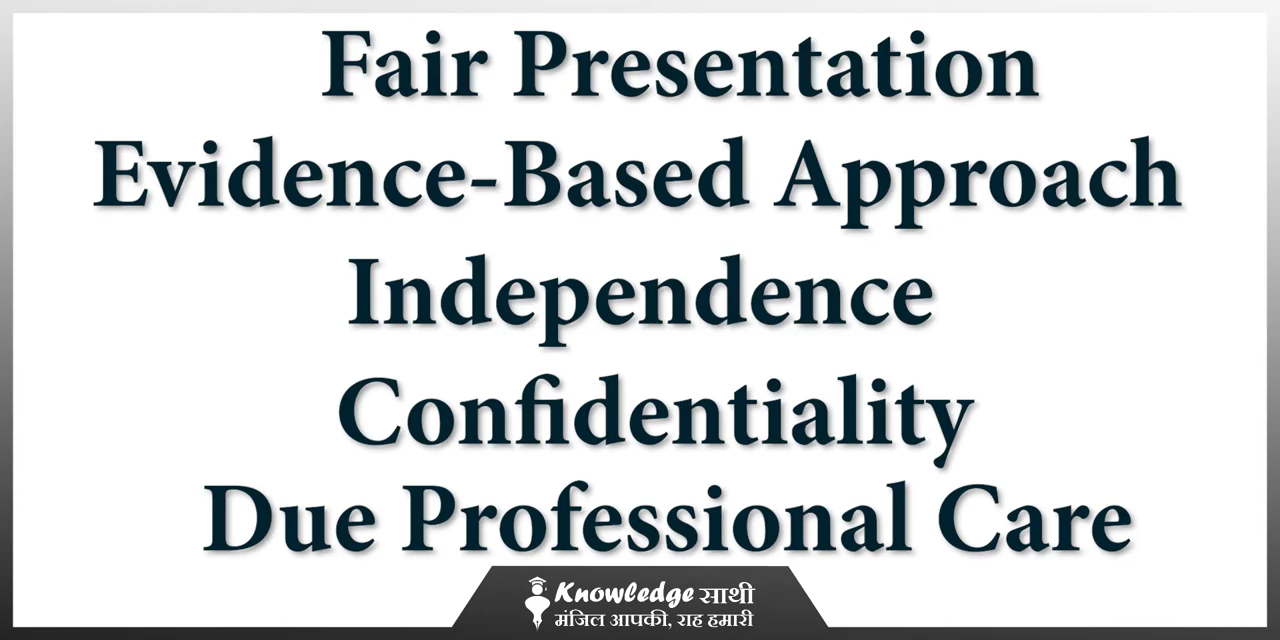 Fair Presentation
Evidence-Based Approach
Independence
Confidentiality
Due Professional Care
Knowledge साथी
मंजिल आपकी, राह हमारी